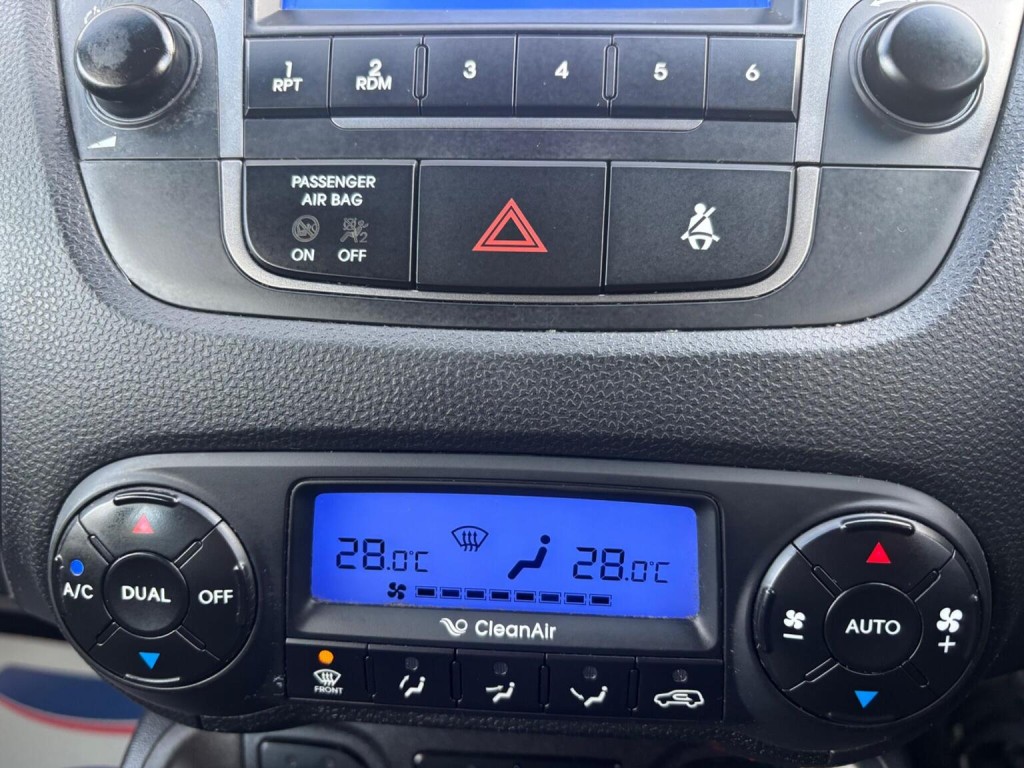 1 2 3 4 5 6
RPT RDM
PASSENGER
AIR BAG
ON OFF
28.0°C 28.0°C
A/C DUAL OFF
AUTO
− +
CleanAir
FRONT